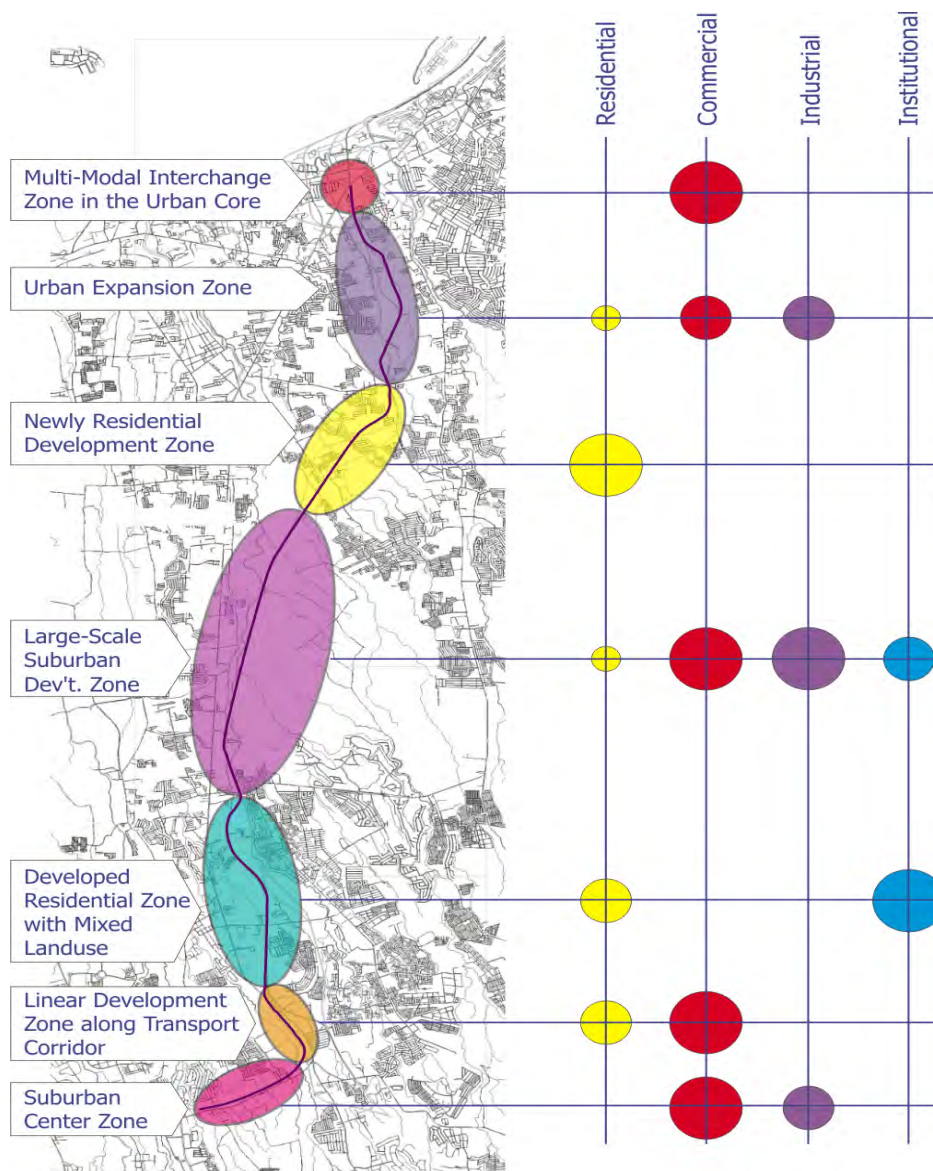 Residential
Commercial
Industrial
Institutional
Multi-Modal Interchange
Zone in the Urban Core
Urban Expansion Zone
Newly Residential
Development Zone
Large-Scale
Suburban
Dev't. Zone
Developed
Residential Zone
with Mixed
Landuse
Linear Development
Zone along Transport
Corridor
Suburban
Center Zone